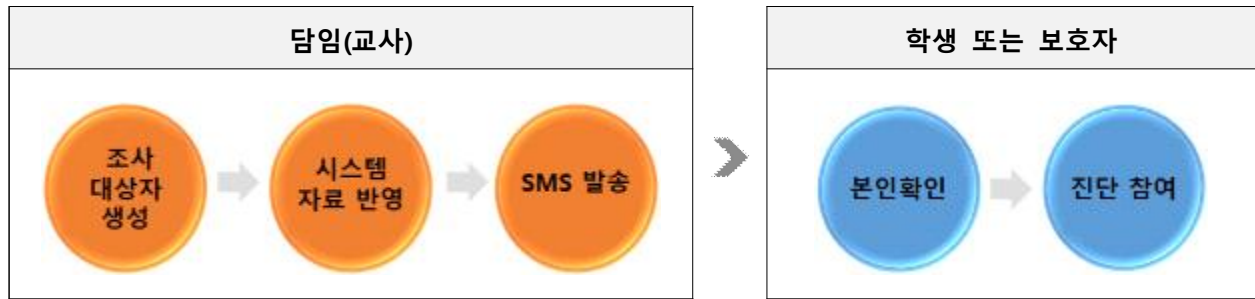 담임(교사)
조사
대상자
생성
시스템
자료 반영
SMS 발송
학생 또는 보호자
본인확인
진단 참여